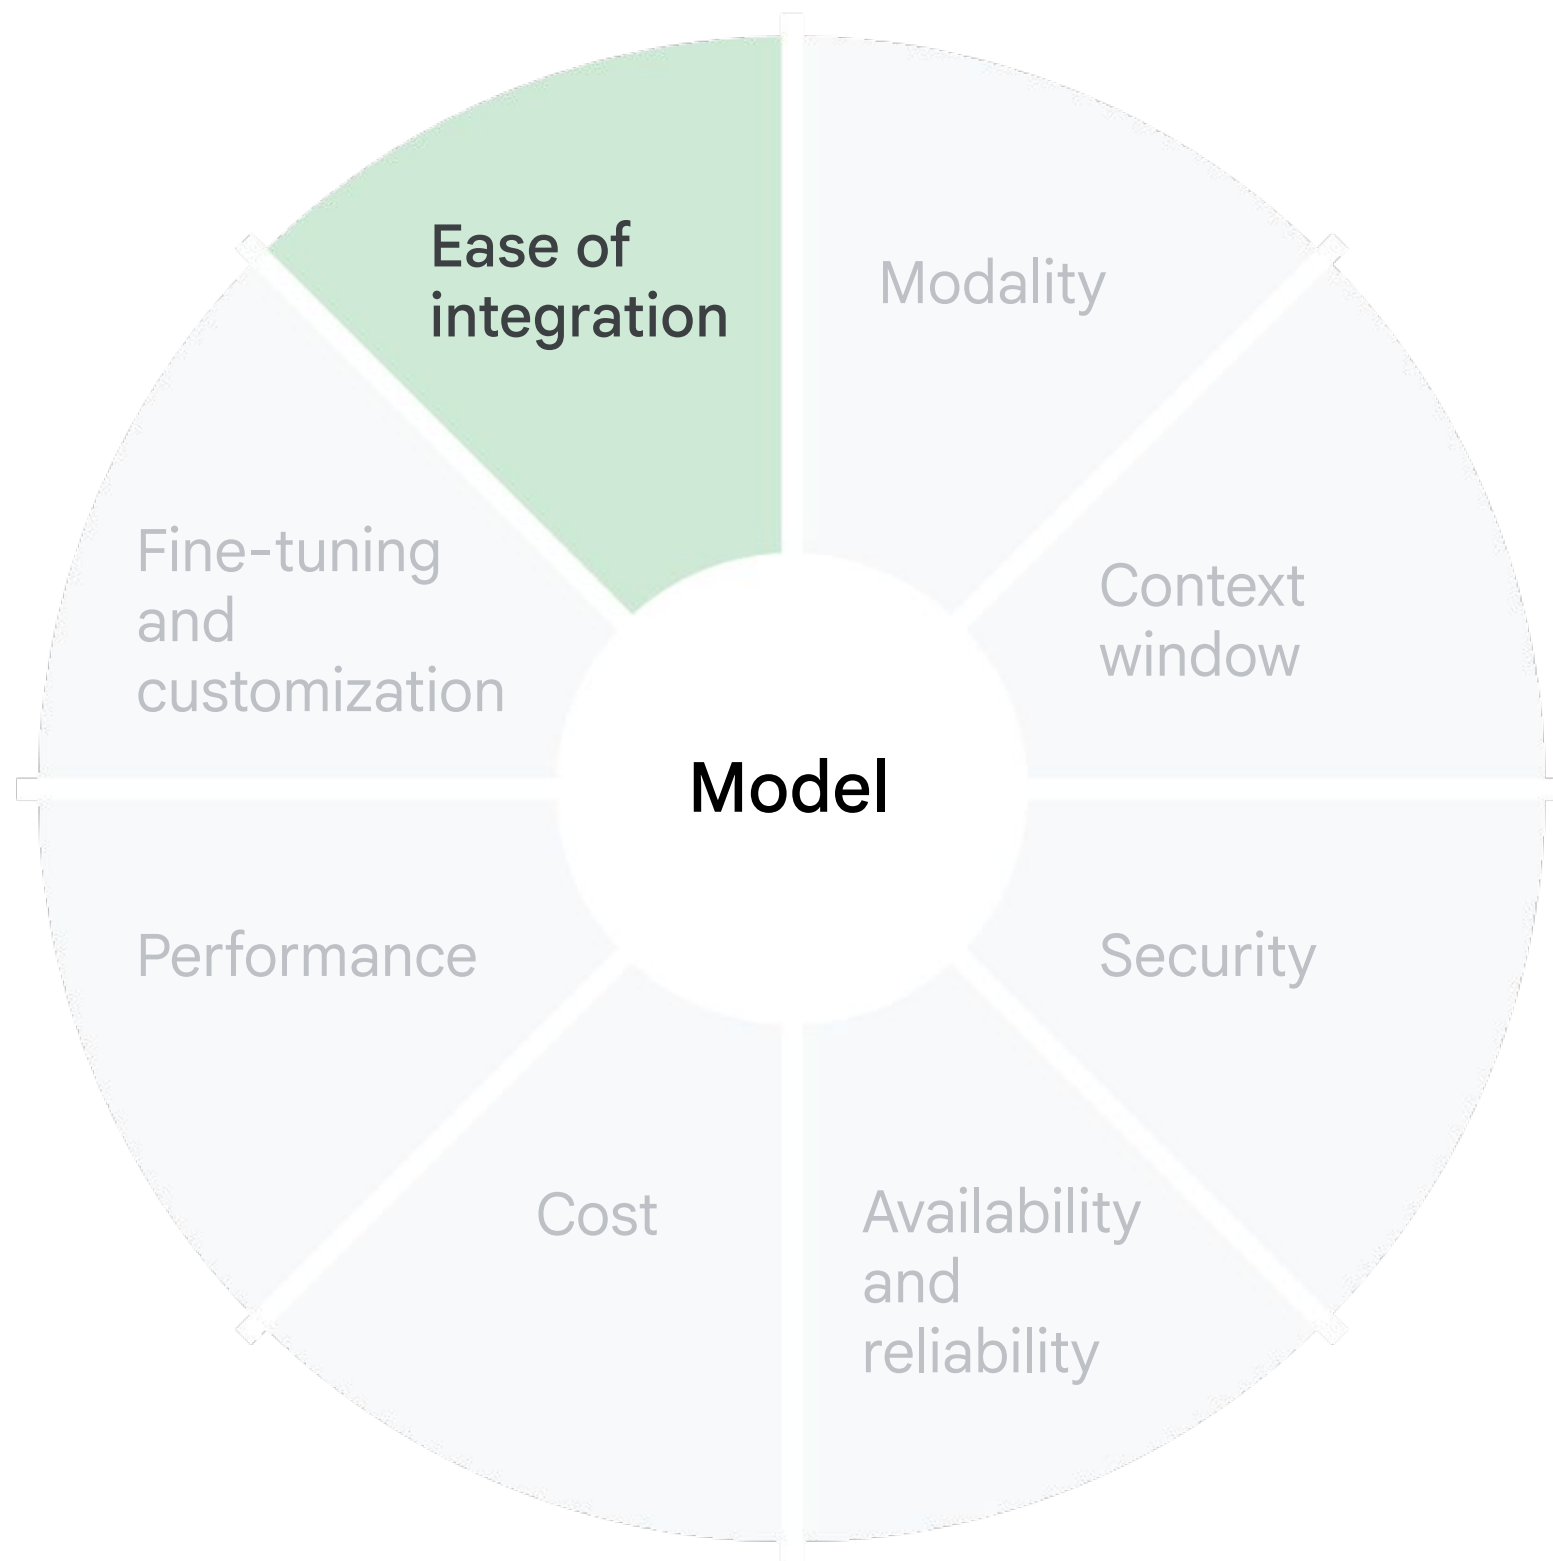 Ease of
integration
Modality
Context
window
Security
Availability
and
reliability
Cost
Performance
Fine-tuning
and
customization
Model